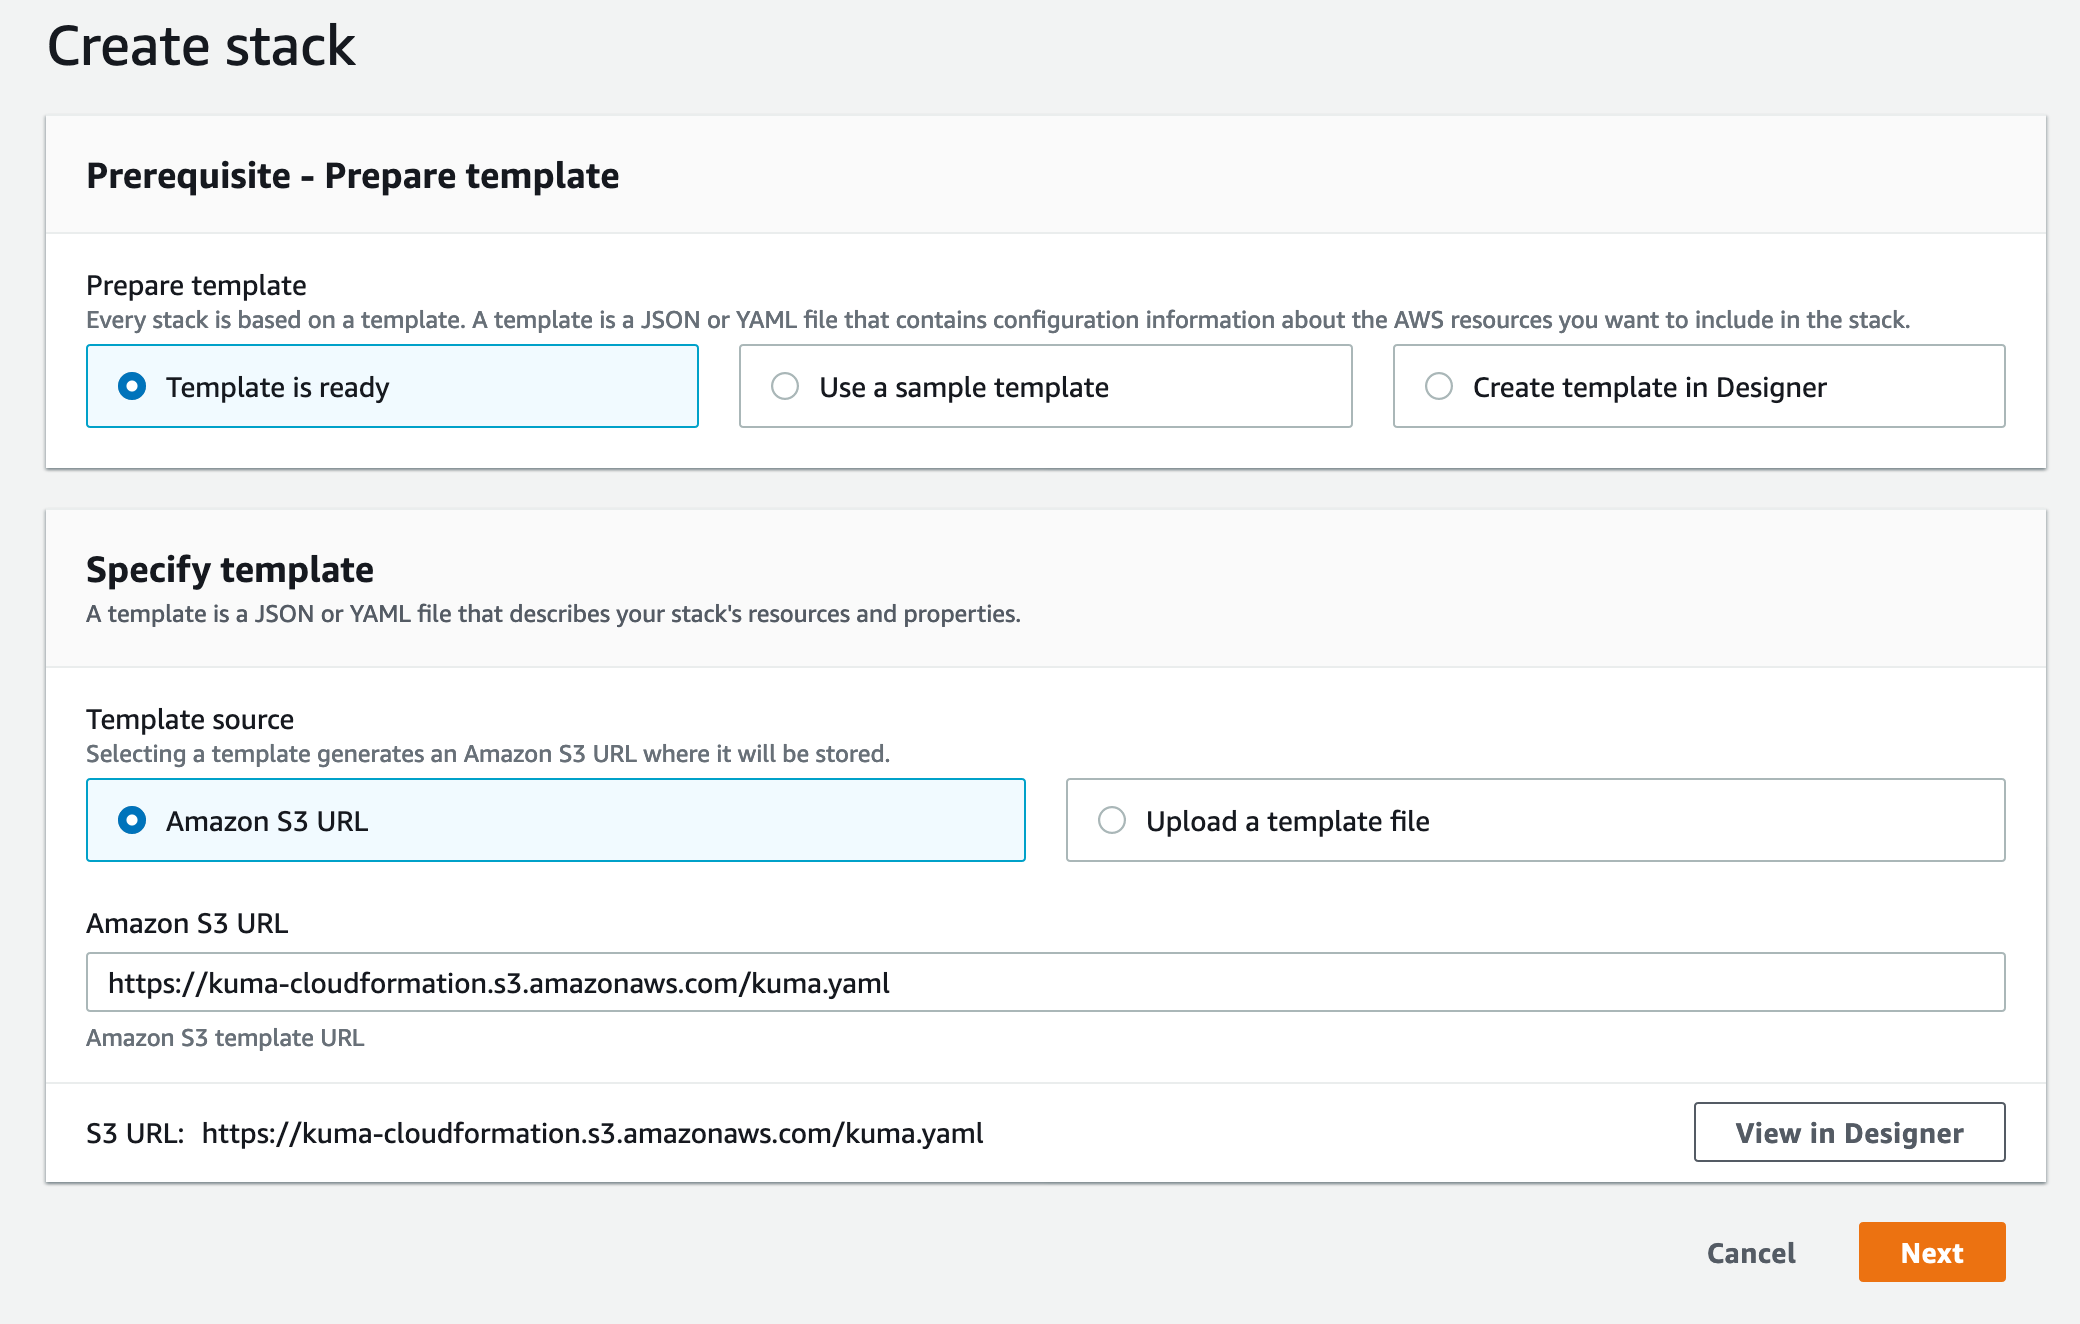 Create stack
Prerequisite - Prepare template
Prepare template
Every stack is based on a template. A template is a JSON or YAML file that contains configuration information about the AWS resources you want to include in the stack.
Template is ready
Use a sample template
Create template in Designer
Specify template
A template is a JSON or YAML file that describes your stack's resources and properties.
Template source
Selecting a template generates an Amazon S3 URL where it will be stored.
Amazon S3 URL
Upload a template file
Amazon S3 URL
https://kuma-cloudformation.s3.amazonaws.com/kuma.yaml
Amazon S3 template URL
S3 URL: https://kuma-cloudformation.s3.amazonaws.com/kuma.yaml
View in Designer
Cancel
Next